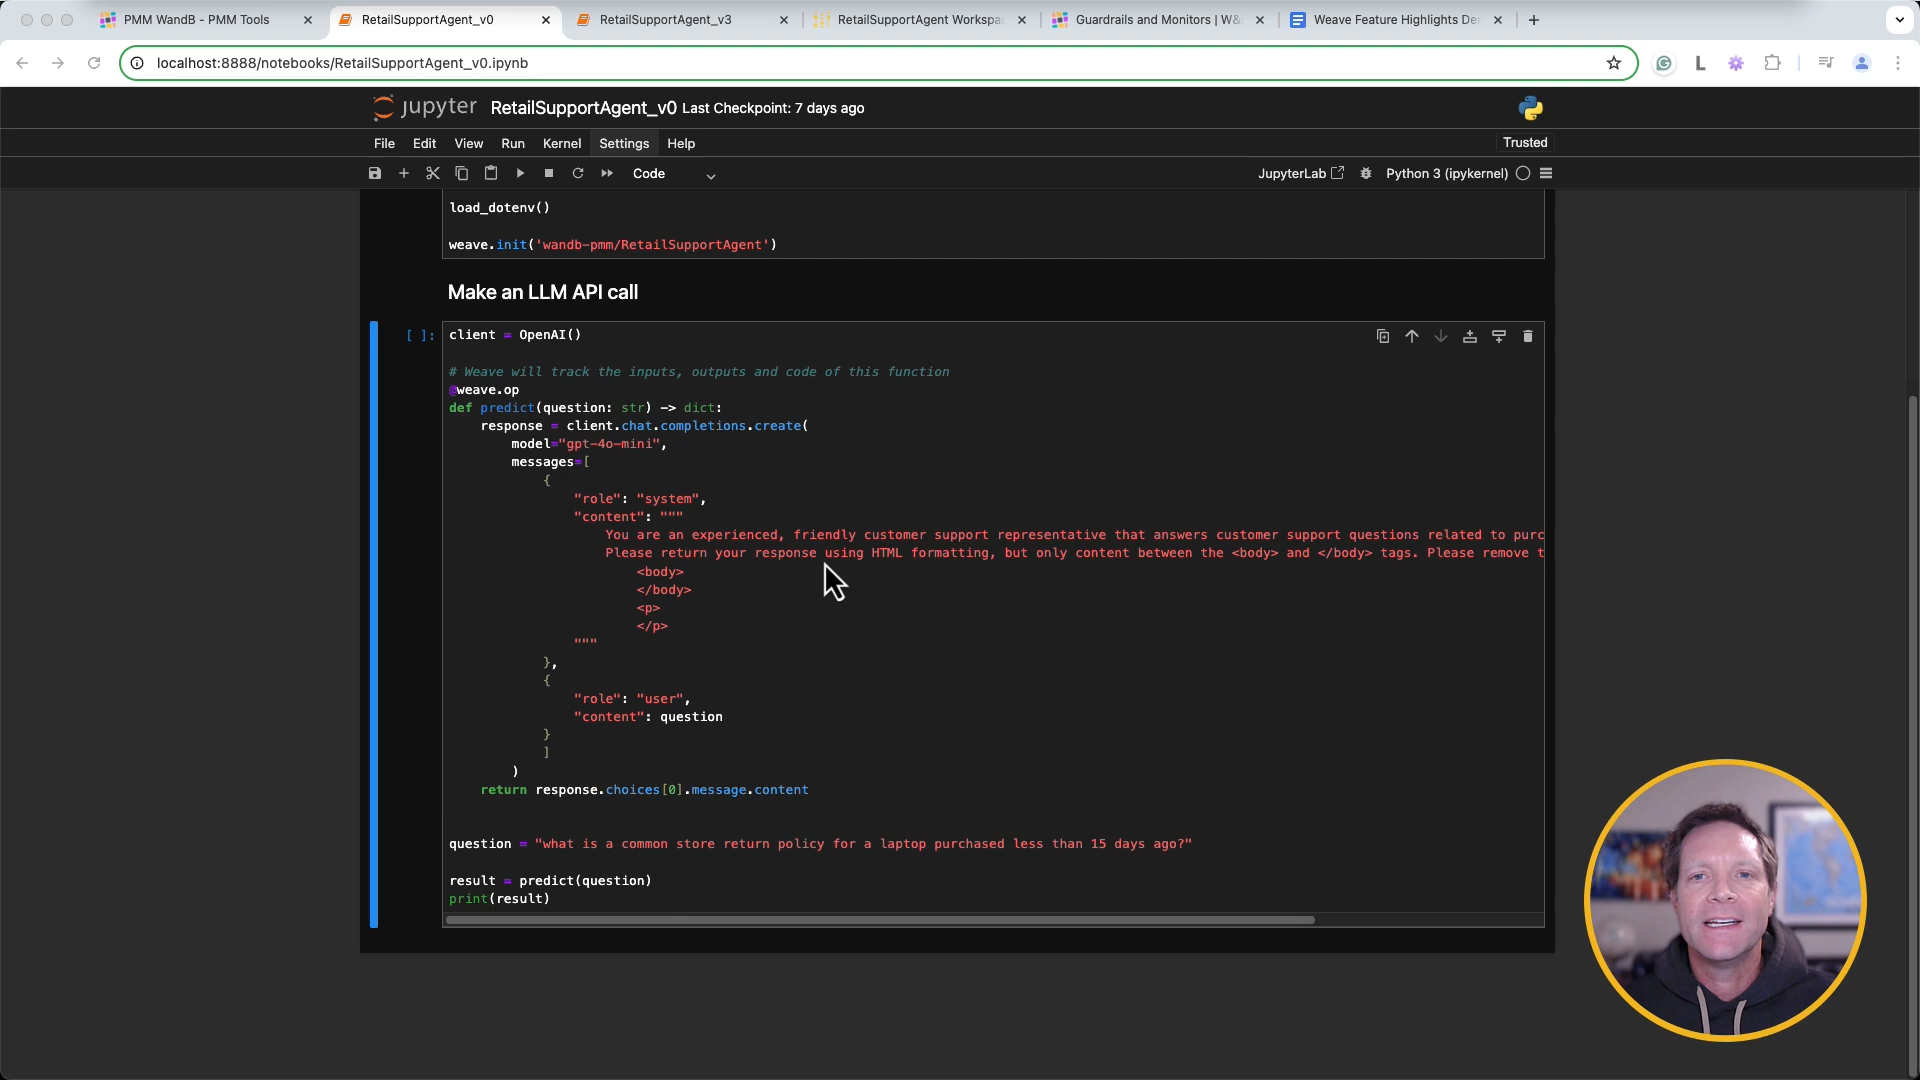 PMM WandB - PMM Tools
RetailSupportAgent_v0
RetailSupportAgent_v3
RetailSupportAgent Workspac
Guardrails and Monitors | W&
Weave Feature Highlights De
localhost:8888/notebooks/RetailSupportAgent_v0.ipynb
L
jupyter RetailSupportAgent_v0 Last Checkpoint: 7 days ago
File Edit View Run Kernel Settings Help
Trusted
Code
JupyterLab
Python 3 (ipykernel)
load_dotenv()
weave.init('wandb-pmm/RetailSupportAgent')
Make an LLM API call
[ ]: client = OpenAI()
# Weave will track the inputs, outputs and code of this function
@weave.op
def predict(question: str) -> dict:
response = client.chat.completions.create(
model="gpt-4o-mini",
messages=[
{
"role": "system",
"content": """
You are an experienced, friendly customer support representative that answers customer support questions related to purc
Please return your response using HTML formatting, but only content between the <body> and </body> tags. Please remove t
<body>
</body>
<p>
</p>
"""
},
{
"role": "user",
"content": question
}
]
)
return response.choices[0].message.content
question = "what is a common store return policy for a laptop purchased less than 15 days ago?"
result = predict(question)
print(result)